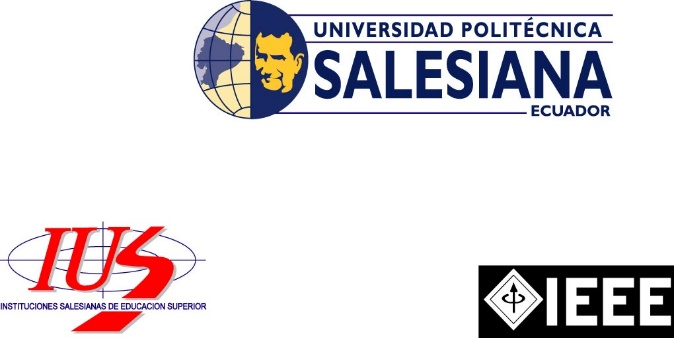 UNIVERSIDAD POLITÉCNICA
SALESIANA
ECUADOR
IUS
INSTITUCIONES SALESIANAS DE EDUCACION SUPERIOR
IEEE